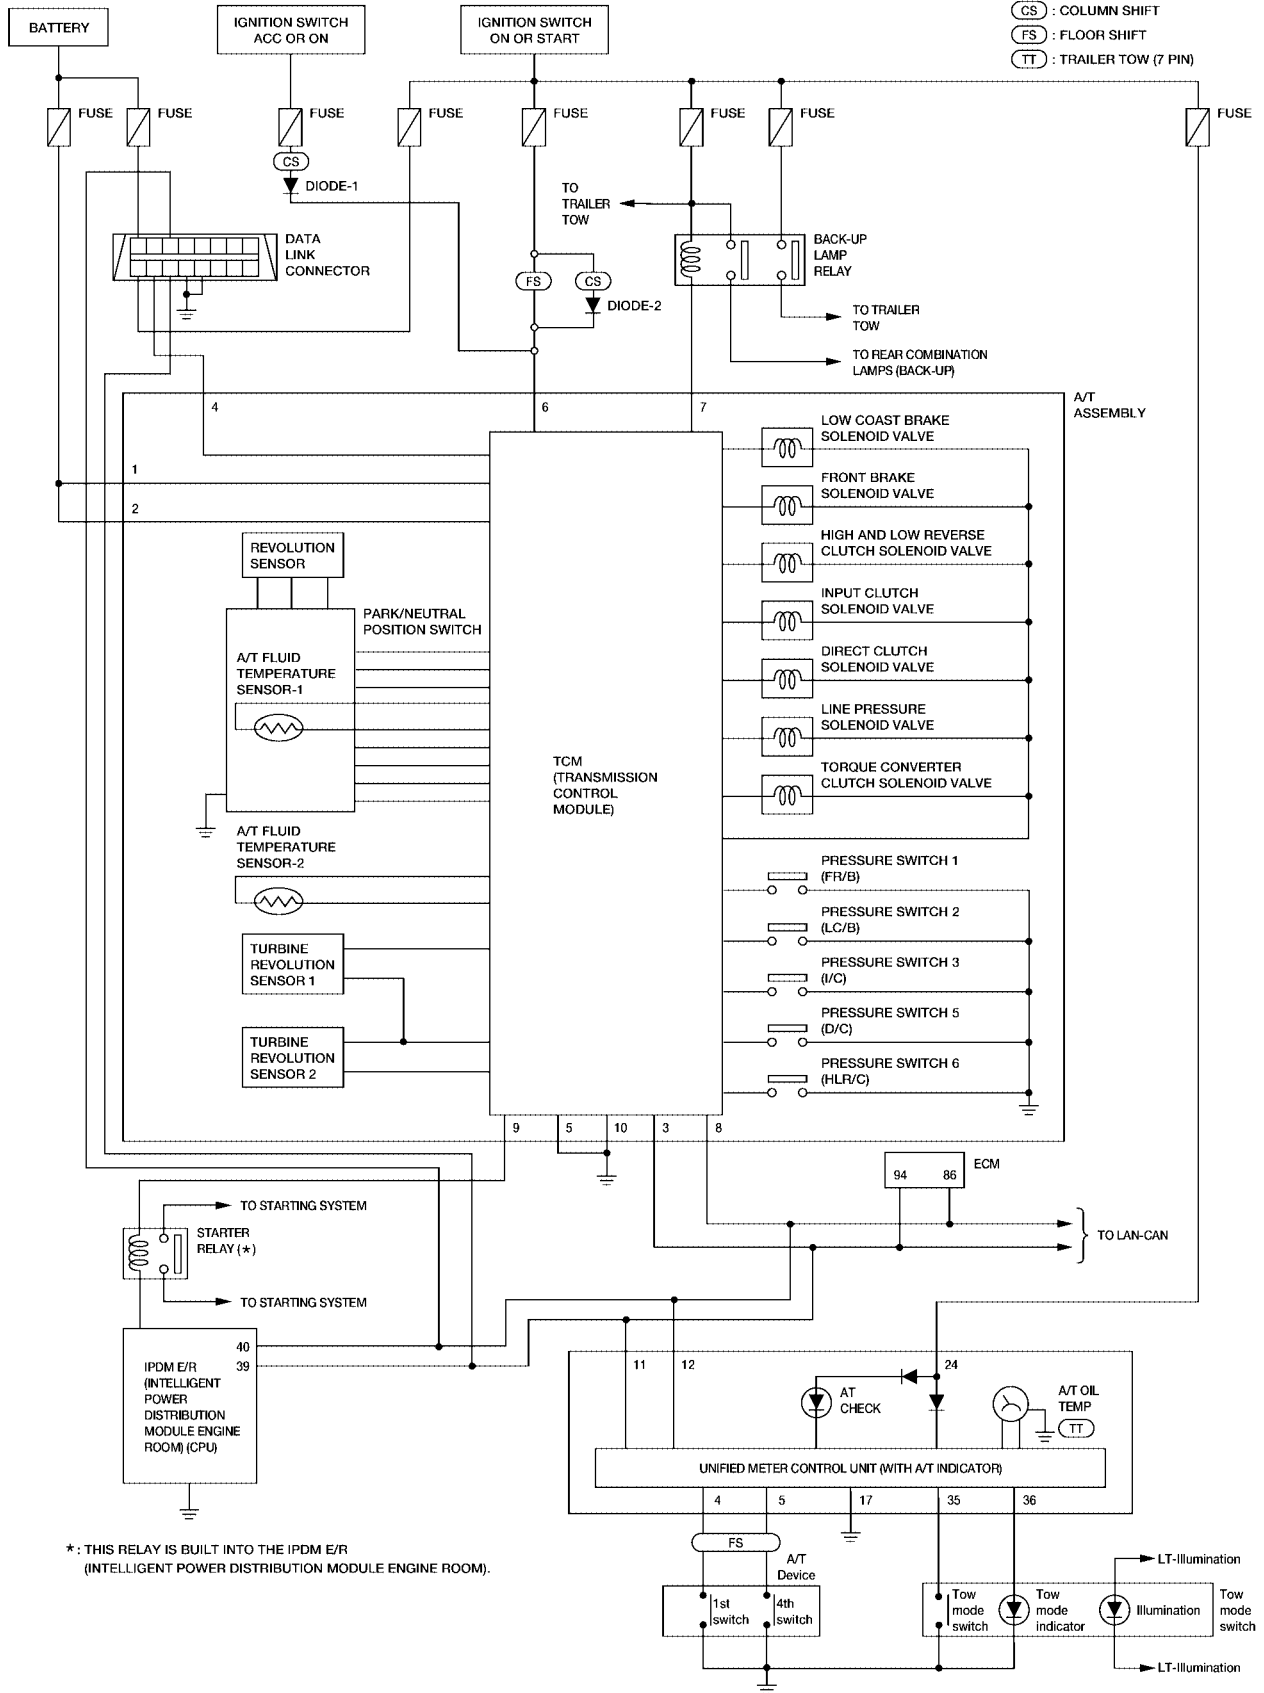 BATTERY
IGNITION SWITCH
ACC OR ON
IGNITION SWITCH
ON OR START
CS : COLUMN SHIFT
FS : FLOOR SHIFT
TT : TRAILER TOW (7 PIN)
FUSE
FUSE
FUSE
FUSE
FUSE
FUSE
FUSE
FUSE
CS
DIODE-1
TO
TRAILER
TOW
DATA
LINK
CONNECTOR
FS
CS
DIODE-2
BACK-UP
LAMP
RELAY
TO TRAILER
TOW
TO REAR COMBINATION
LAMPS (BACK-UP)
A/T
ASSEMBLY
4
6
7
1
2
LOW COAST BRAKE
SOLENOID VALVE
FRONT BRAKE
SOLENOID VALVE
HIGH AND LOW REVERSE
CLUTCH SOLENOID VALVE
INPUT CLUTCH
SOLENOID VALVE
DIRECT CLUTCH
SOLENOID VALVE
LINE PRESSURE
SOLENOID VALVE
TORQUE CONVERTER
CLUTCH SOLENOID VALVE
REVOLUTION
SENSOR
PARK/NEUTRAL
POSITION SWITCH
A/T FLUID
TEMPERATURE
SENSOR-1
TCM
(TRANSMISSION
CONTROL
MODULE)
A/T FLUID
TEMPERATURE
SENSOR-2
TURBINE
REVOLUTION
SENSOR 1
TURBINE
REVOLUTION
SENSOR 2
PRESSURE SWITCH 1
(FR/B)
PRESSURE SWITCH 2
(LC/B)
PRESSURE SWITCH 3
(I/C)
PRESSURE SWITCH 5
(D/C)
PRESSURE SWITCH 6
(HLR/C)
9
5
10
3
8
ECM
94
86
TO LAN-CAN
TO STARTING SYSTEM
STARTER
RELAY (*)
TO STARTING SYSTEM
40
39
IPDM E/R
(INTELLIGENT
POWER
DISTRIBUTION
MODULE ENGINE
ROOM) (CPU)
11
12
24
AT
CHECK
A/T OIL
TEMP
TT
UNIFIED METER CONTROL UNIT (WITH A/T INDICATOR)
4
5
17
35
36
FS
A/T
Device
1st
switch
4th
switch
Tow
mode
switch
Tow
mode
indicator
Illumination
Tow
mode
switch
LT-Illumination
LT-Illumination
* : THIS RELAY IS BUILT INTO THE IPDM E/R
(INTELLIGENT POWER DISTRIBUTION MODULE ENGINE ROOM).